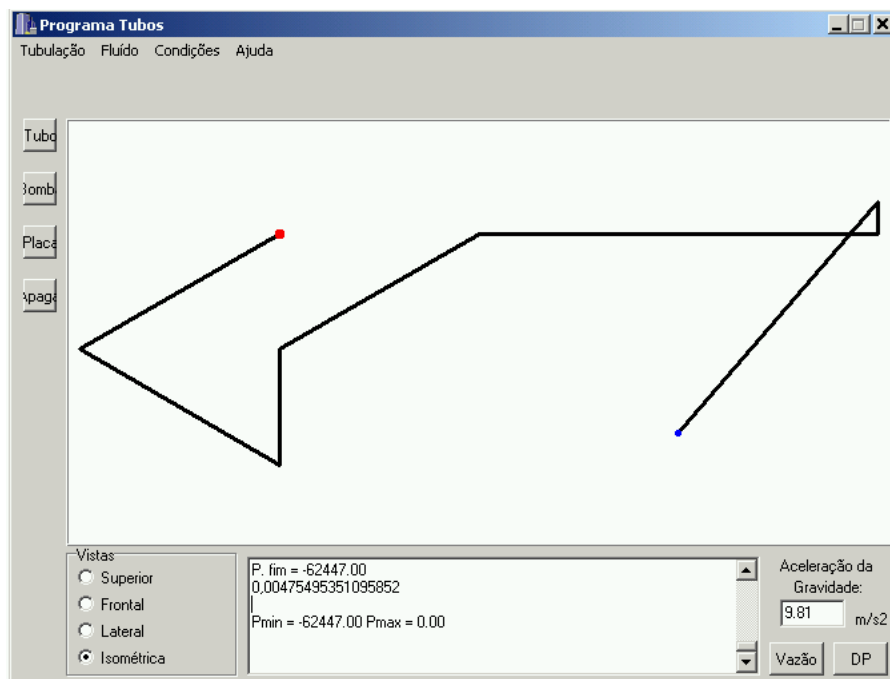 Programa Tubos
Tubulação Fluído Condições Ajuda
Tubo
Bomb
Placa
Apaga
Vistas
Superior
Frontal
Lateral
Isométrica
P. fim = -62447.00
0,00475495351095852
Pmin = -62447.00 Pmax = 0.00
Aceleração da
Gravidade:
9.81 m/s2
Vazão DP